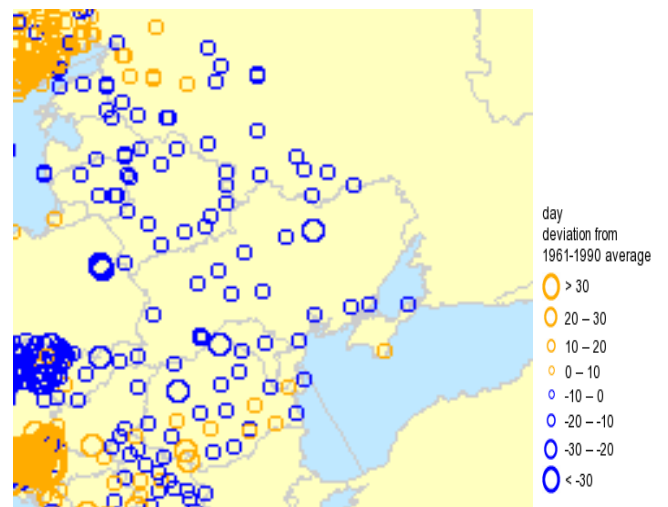 day
deviation from
1961-1990 average
> 30
20 – 30
10 – 20
0 – 10
-10 – 0
-20 – -10
-30 – -20
< -30